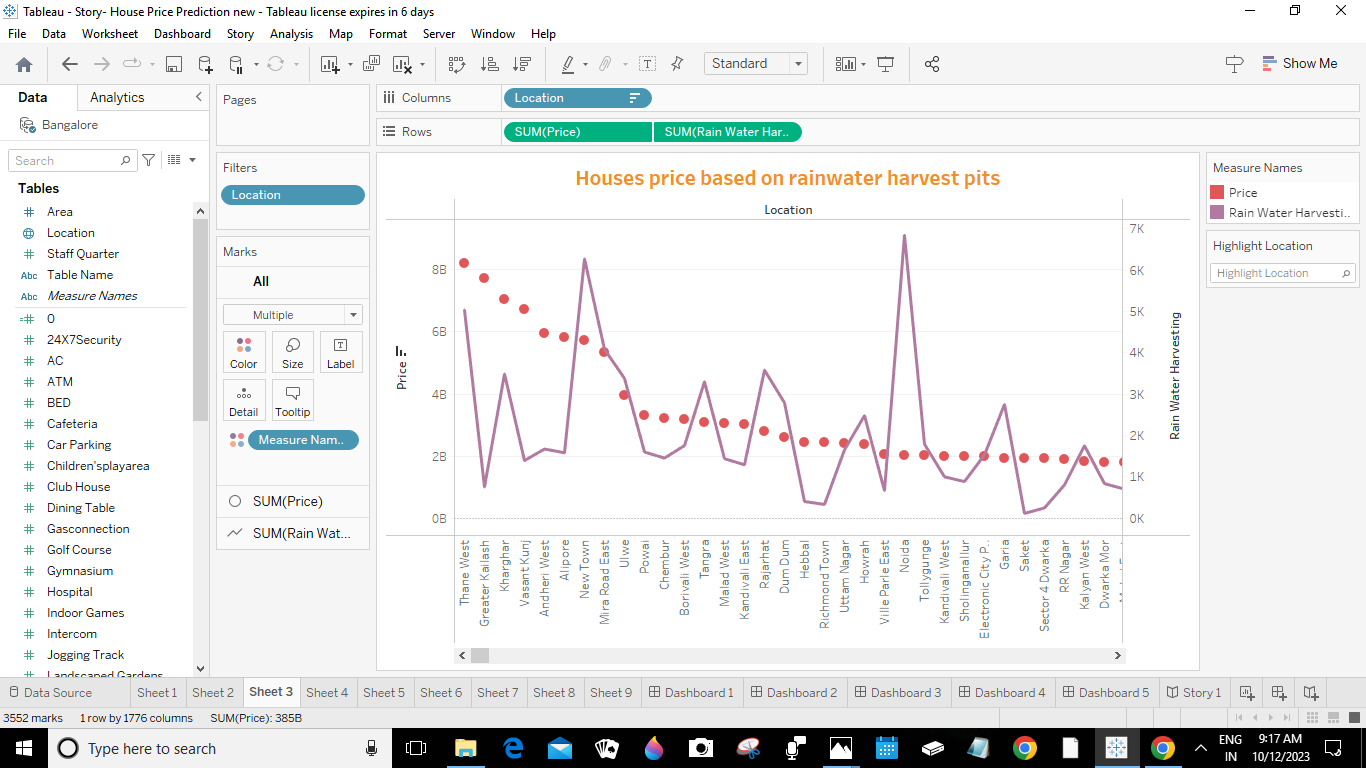 Tableau - Story- House Price Prediction new - Tableau license expires in 6 days
File Data Worksheet Dashboard Story Analysis Map Format Server Window Help
Standard Show Me
Data Analytics
Bangalore
Search
Tables
Area
Location
Staff Quarter
Abc Table Name
Abc Measure Names
0
24X7Security
AC
ATM
BED
Cafeteria
Car Parking
Children'splayarea
Club House
Dining Table
Gasconnection
Golf Course
Gymnasium
Hospital
Indoor Games
Intercom
Jogging Track
Landscaped Gardens
Pages
Filters
Location
Marks
All
Multiple
Color Size Label
Detail Tooltip
Measure Nam..
SUM(Price)
SUM(Rain Wat...
Columns Location
Rows SUM(Price) SUM(Rain Water Har..
Houses price based on rainwater harvest pits
Location
Price
8B
6B
4B
2B
0B
7K
6K
5K
4K
3K
2K
1K
0K
Rain Water Harvesting
Thane West
Greater Kailash
Kharghar
Vasant Kunj
Andheri West
Alipore
New Town
Mira Road East
Ulwe
Powai
Chembur
Borivali West
Tangra
Malad West
Kandivali East
Rajarhat
Dum Dum
Hebbal
Richmond Town
Uttam Nagar
Howrah
Ville Parle East
Noida
Tollygunge
Kandivali West
Sholinganallur
Electronic City P..
Garia
Saket
Sector 4 Dwarka
RR Nagar
Kalyan West
Dwarka Mor
Measure Names
Price
Rain Water Harvesti..
Highlight Location
Highlight Location
Data Source Sheet 1 Sheet 2 Sheet 3 Sheet 4 Sheet 5 Sheet 6 Sheet 7 Sheet 8 Sheet 9 Dashboard 1 Dashboard 2 Dashboard 3 Dashboard 4 Dashboard 5 Story 1
3552 marks 1 row by 1776 columns SUM(Price): 385B
Type here to search
ENG
IN
9:17 AM
10/12/2023